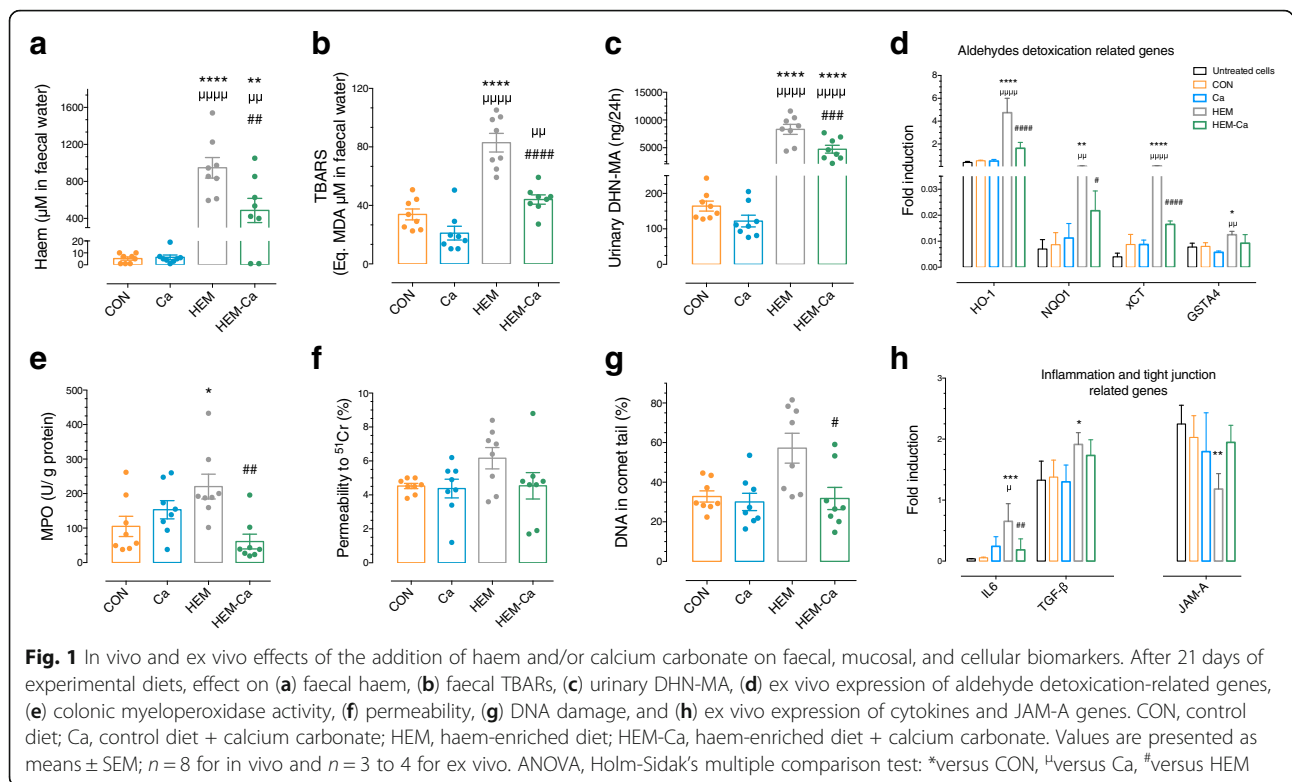 a
Haem (µM in faecal water)
1600
1300
1000
700
400
20
10
0
**** 
µµµµ
**
µµ
##
CON
Ca
HEM
HEM-Ca
b
TBARS
(Eq. MDA µM in faecal water)
120
80
40
0
****
µµµµ
µµ
####
CON
Ca
HEM
HEM-Ca
c
Urinary DHN-MA (ng/24h)
15000
10000
5000
200
150
100
50
0
****
µµµµ
****
µµµµ
###
CON
Ca
HEM
HEM-Ca
d
Aldehydes detoxication related genes
Fold induction
8
6
4
2
0
0.03
0.02
0.01
0.00
****
µµµµ
####
**
µµ
#
****
µµµµ
####
*
µµ
HO-1
NQO1
xCT
GSTA4
Untreated cells
CON
Ca
HEM
HEM-Ca
e
MPO (U/ g protein)
500
400
300
200
100
0
*
##
CON
Ca
HEM
HEM-Ca
f
Permeability to ⁵¹Cr (%)
10
8
6
4
2
0
CON
Ca
HEM
HEM-Ca
g
DNA in comet tail (%)
80
60
40
20
0
#
CON
Ca
HEM
HEM-Ca
h
Inflammation and tight junction
related genes
Fold induction
3
2
1
0
***
µ
##
*
**
IL6
TGF-β
JAM-A
Fig. 1 In vivo and ex vivo effects of the addition of haem and/or calcium carbonate on faecal, mucosal, and cellular biomarkers. After 21 days of
experimental diets, effect on (a) faecal haem, (b) faecal TBARs, (c) urinary DHN-MA, (d) ex vivo expression of aldehyde detoxication-related genes,
(e) colonic myeloperoxidase activity, (f) permeability, (g) DNA damage, and (h) ex vivo expression of cytokines and JAM-A genes. CON, control
diet; Ca, control diet + calcium carbonate; HEM, haem-enriched diet; HEM-Ca, haem-enriched diet + calcium carbonate. Values are presented as
means ± SEM; n = 8 for in vivo and n = 3 to 4 for ex vivo. ANOVA, Holm-Sidak's multiple comparison test: *versus CON, ᵘversus Ca, #versus HEM